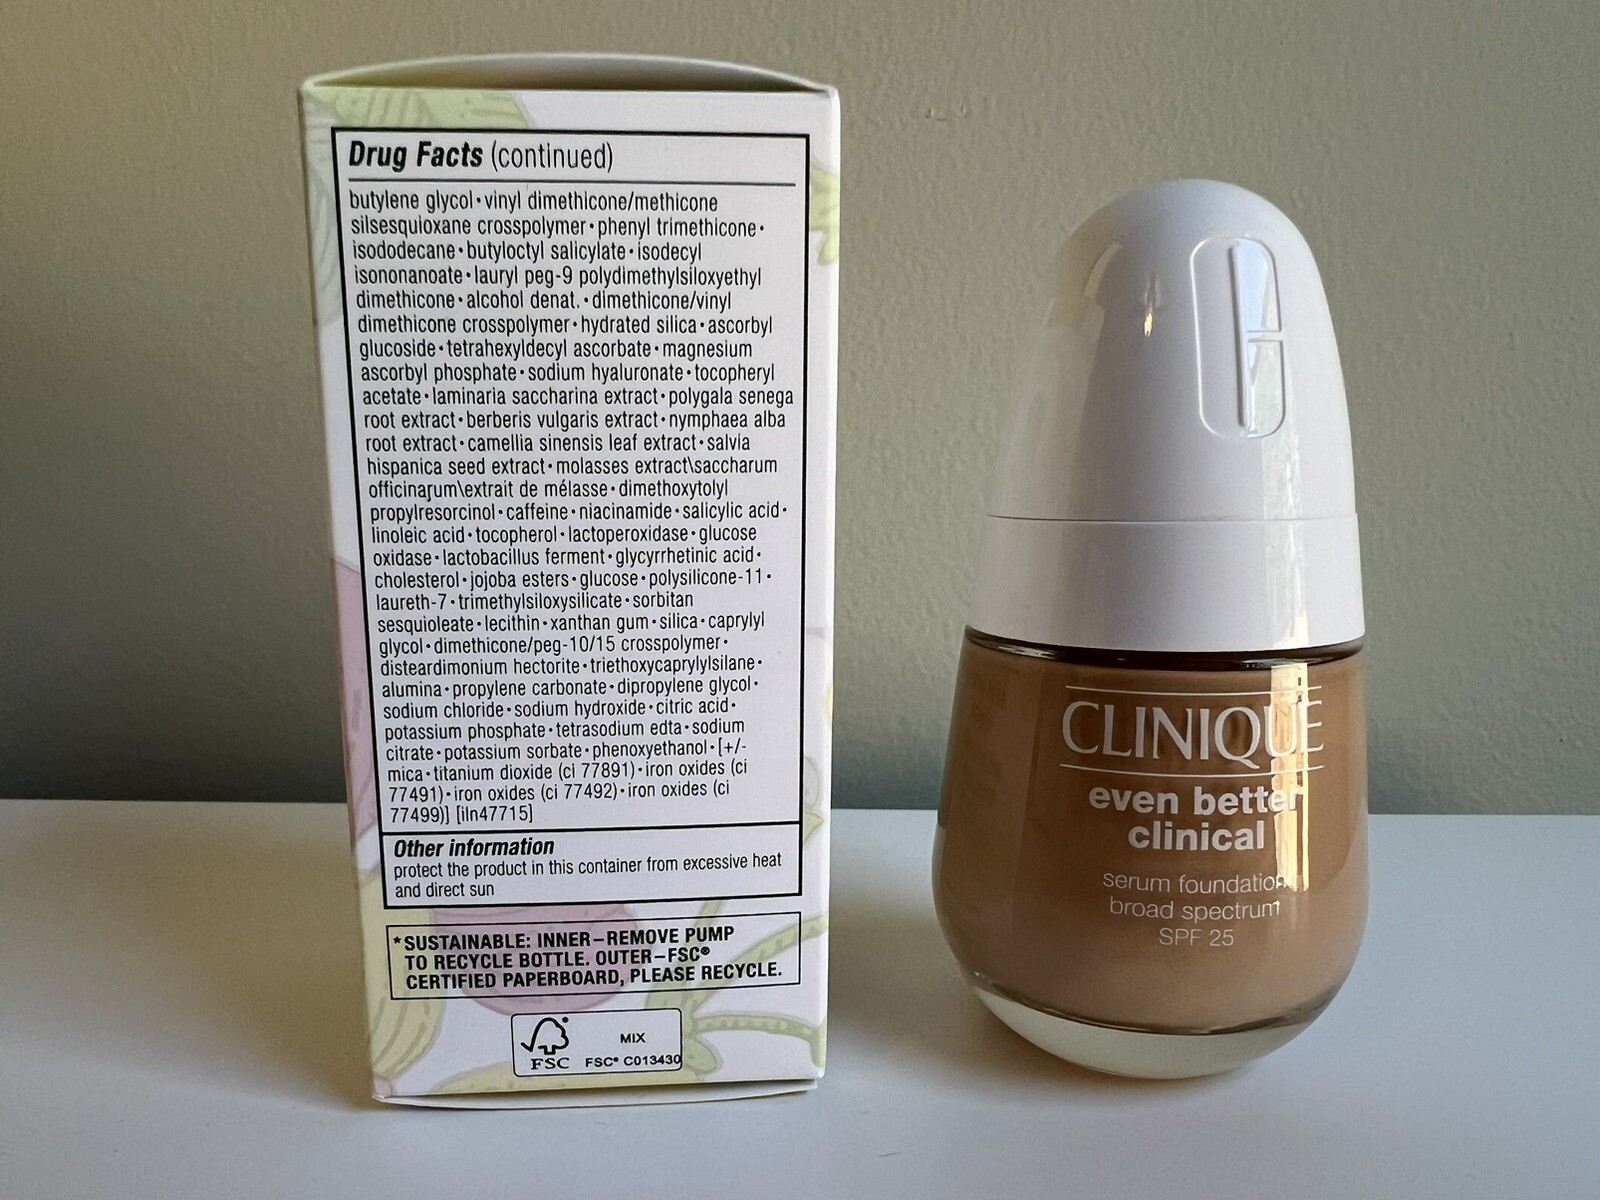 Drug Facts (continued)
butylene glycol • vinyl dimethicone/methicone
silsesquioxane crosspolymer • phenyl trimethicone •
isododecane • butyloctyl salicylate • isodecyl
isononanoate • lauryl peg-9 polydimethylsiloxyethyl
dimethicone • alcohol denat. • dimethicone/vinyl
dimethicone crosspolymer • hydrated silica • ascorbyl
glucoside • tetrahexyldecyl ascorbate • magnesium
ascorbyl phosphate • sodium hyaluronate • tocopheryl
acetate • laminaria saccharina extract • polygala senega
root extract • berberis vulgaris extract • nymphaea alba
root extract • camellia sinensis leaf extract • salvia
hispanica seed extract • molasses extract\saccharum
officinarum\extrait de mélasse • dimethoxytolyl
propylresorcinol • caffeine • niacinamide • salicylic acid •
linoleic acid • tocopherol • lactoperoxidase • glucose
oxidase • lactobacillus ferment • glycyrrhetinic acid •
cholesterol • jojoba esters • glucose • polysilicone-11 •
laureth-7 • trimethylsiloxysilicate • sorbitan
sesquioleate • lecithin • xanthan gum • silica • caprylyl
glycol • dimethicone/peg-10/15 crosspolymer •
disteardimonium hectorite • triethoxycaprylylsilane •
alumina • propylene carbonate • dipropylene glycol •
sodium chloride • sodium hydroxide • citric acid •
potassium phosphate • tetrasodium edta • sodium
citrate • potassium sorbate • phenoxyethanol • [+/-
mica • titanium dioxide (ci 77891) • iron oxides (ci
77491) • iron oxides (ci 77492) • iron oxides (ci
77499)] [iln47715]
Other information
protect the product in this container from excessive heat
and direct sun
*SUSTAINABLE: INNER–REMOVE PUMP
TO RECYCLE BOTTLE. OUTER–FSC®
CERTIFIED PAPERBOARD, PLEASE RECYCLE.
FSC
MIX
FSC® C013430
CLINIQUE
even better
clinical
serum foundation
broad spectrum
SPF 25